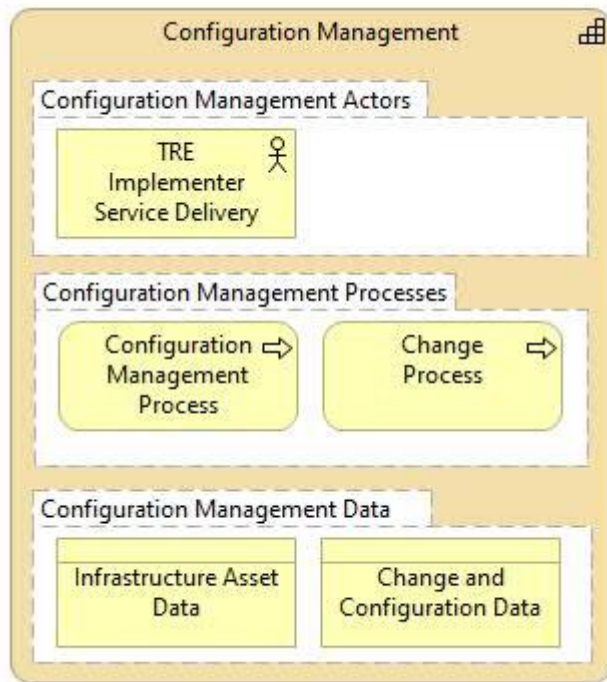 Configuration Management
Configuration Management Actors
TRE
Implementer
Service Delivery
Configuration Management Processes
Configuration
Management
Process
Change
Process
Configuration Management Data
Infrastructure Asset
Data
Change and
Configuration Data